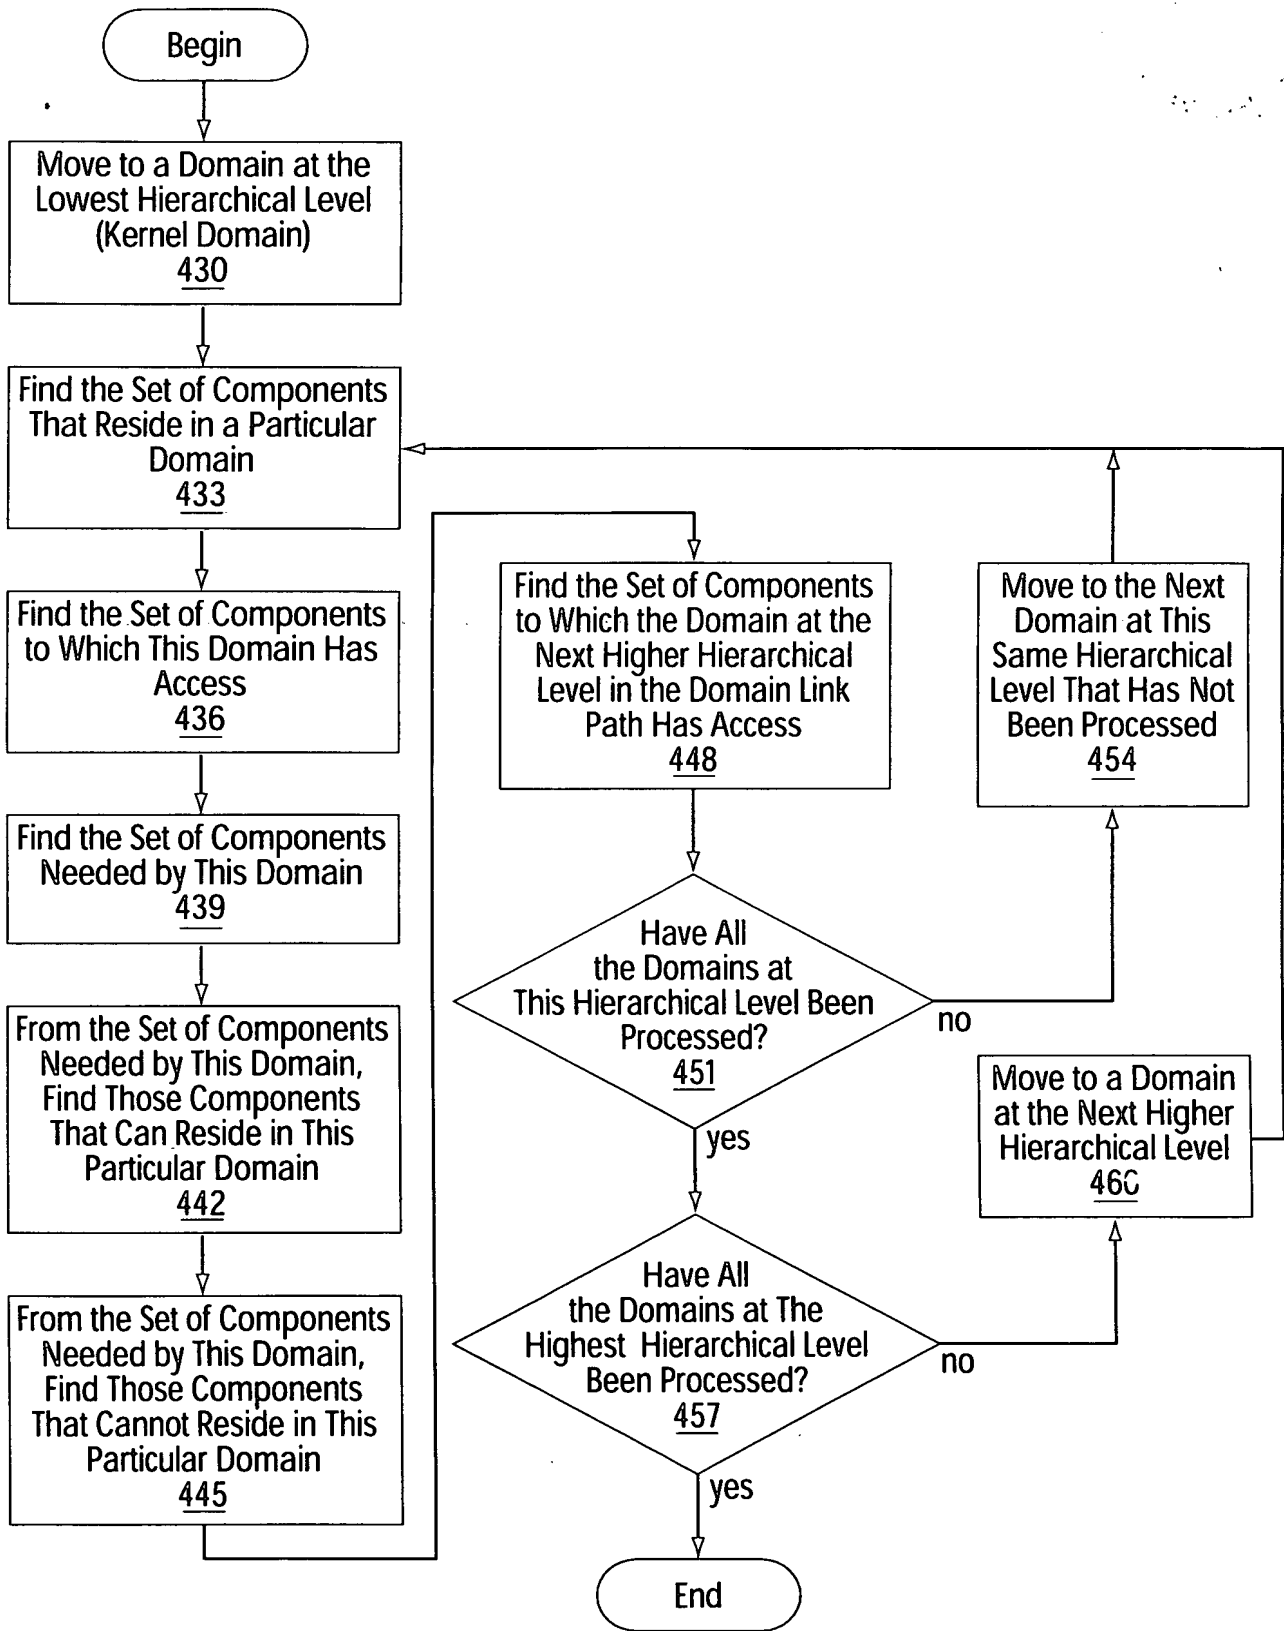 Begin
Move to a Domain at the
Lowest Hierarchical Level
(Kernel Domain)
430
Find the Set of Components
That Reside in a Particular
Domain
433
Find the Set of Components
to Which This Domain Has
Access
436
Find the Set of Components
Needed by This Domain
439
From the Set of Components
Needed by This Domain,
Find Those Components
That Can Reside in This
Particular Domain
442
From the Set of Components
Needed by This Domain,
Find Those Components
That Cannot Reside in This
Particular Domain
445
Find the Set of Components
to Which the Domain at the
Next Higher Hierarchical
Level in the Domain Link
Path Has Access
448
Have All
the Domains at
This Hierarchical Level Been
Processed?
451
no
yes
Move to the Next
Domain at This
Same Hierarchical
Level That Has Not
Been Processed
454
Have All
the Domains at The
Highest Hierarchical Level
Been Processed?
457
no
yes
Move to a Domain
at the Next Higher
Hierarchical Level
460
End